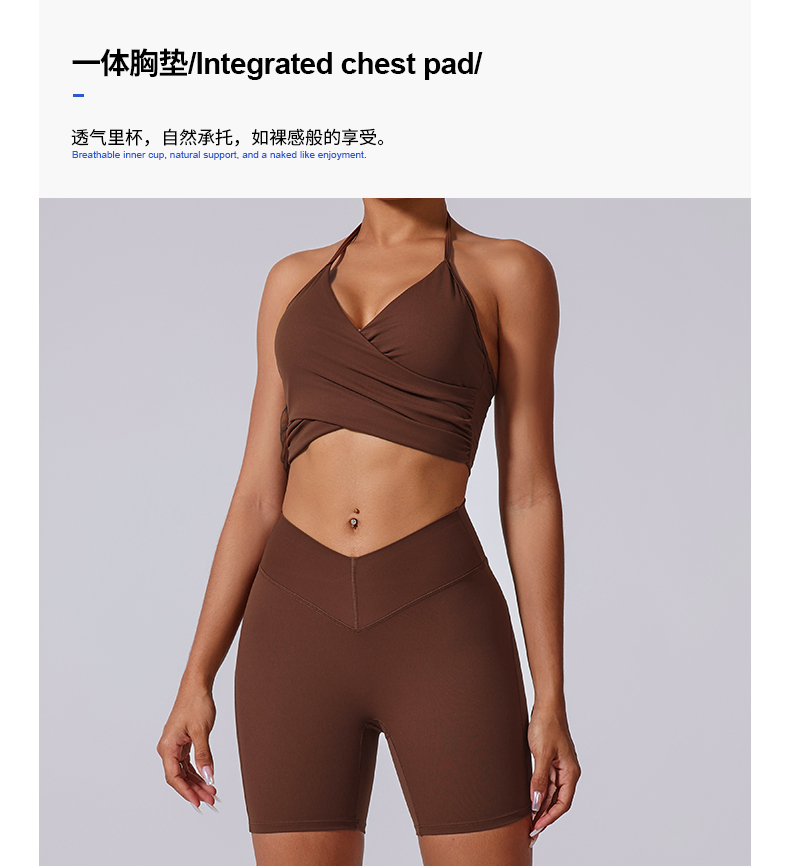 一体胸垫/Integrated chest pad/
透气里杯，自然承托，如裸感般的享受。
Breathable inner cup, natural support, and a naked like enjoyment.